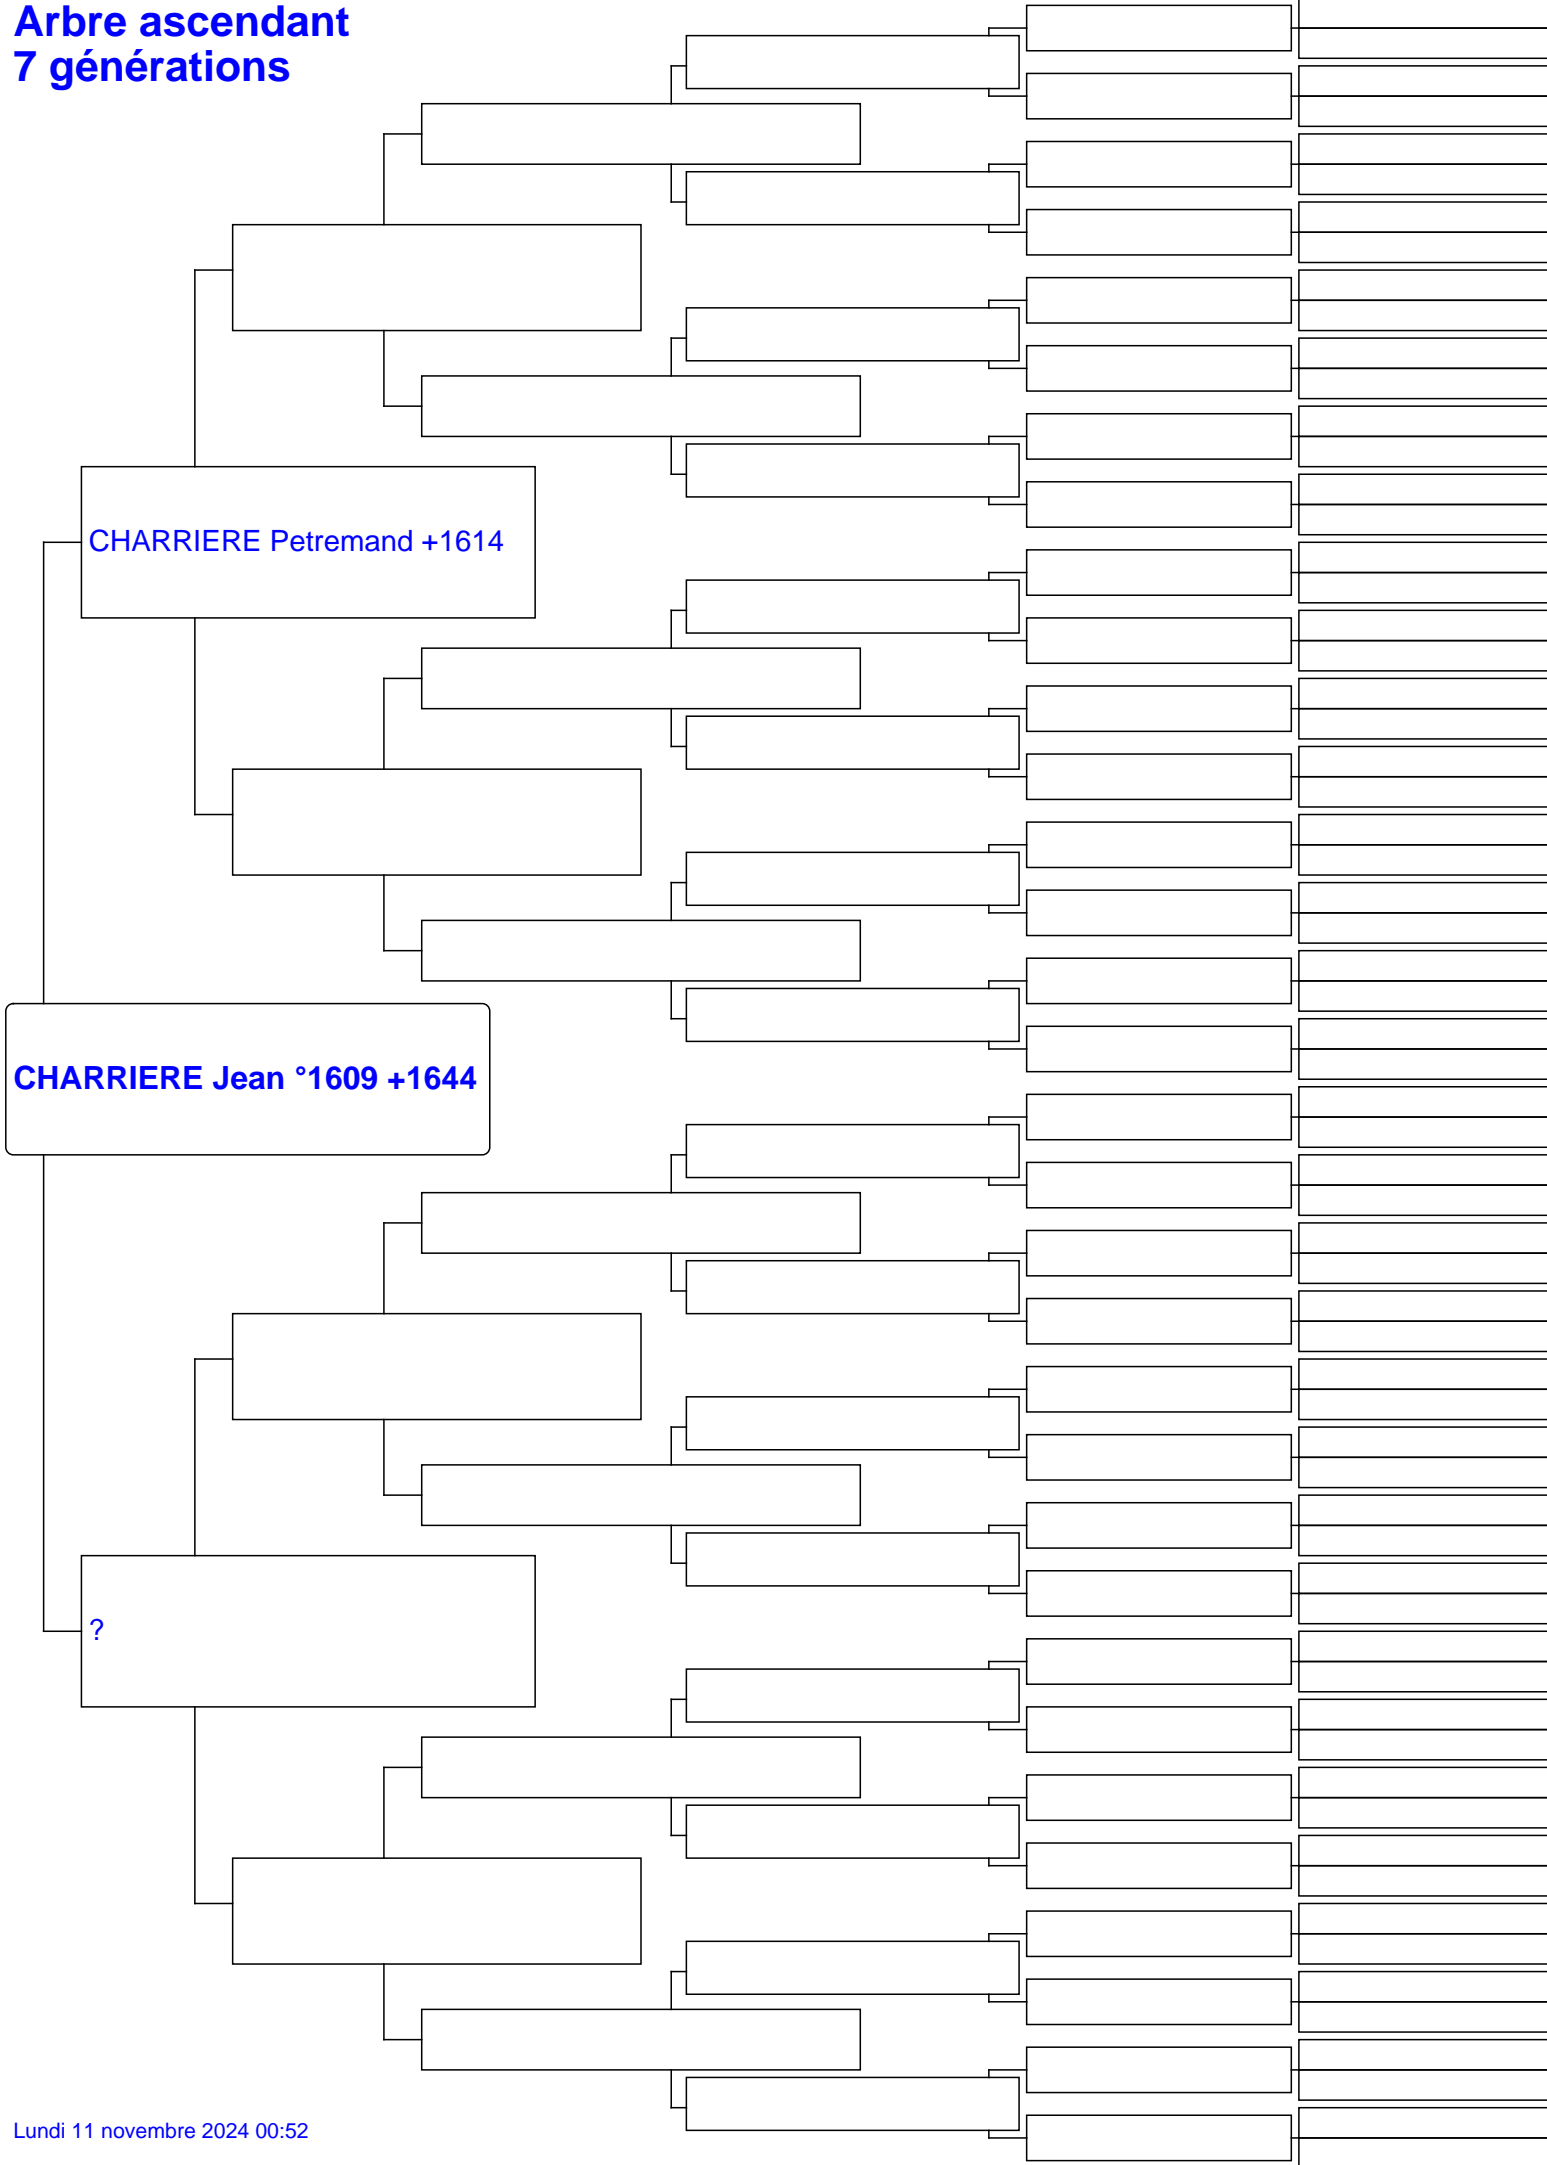 Arbre ascendant
7 générations
CHARRIERE Petremand +1614
CHARRIERE Jean °1609 +1644
?
Lundi 11 novembre 2024 00:52